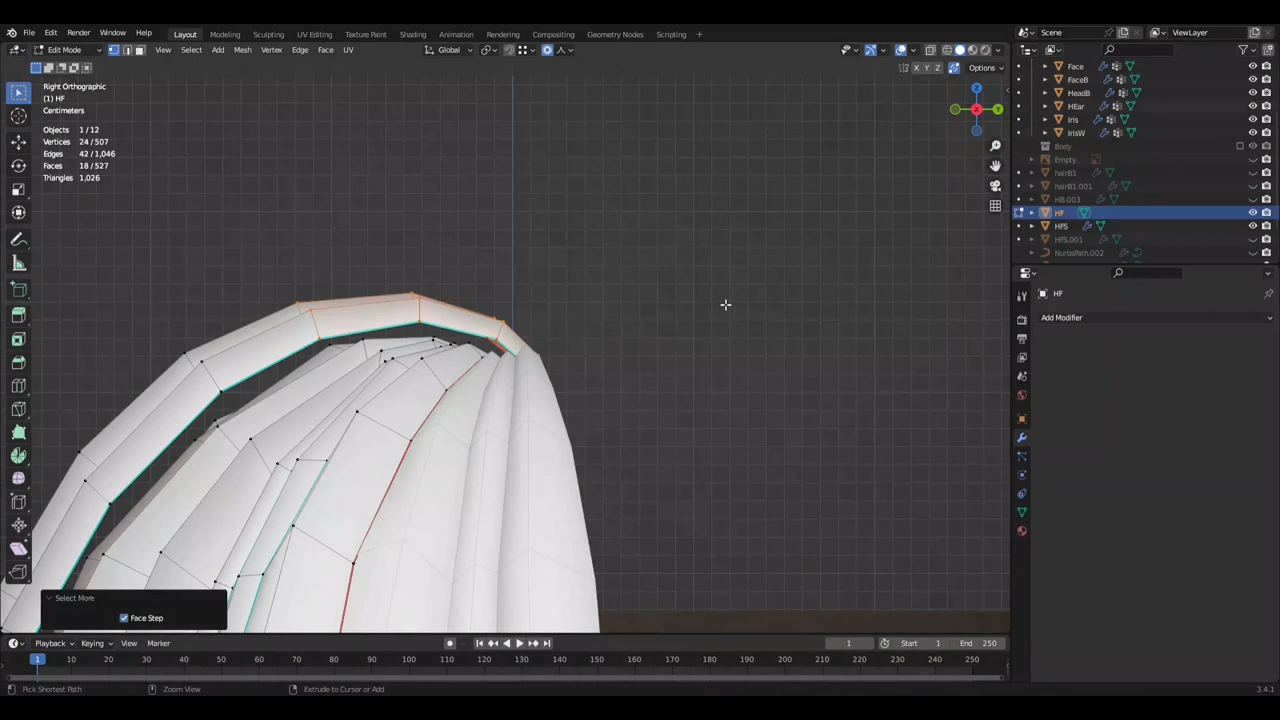 File Edit Render Window Help Layout Modeling Sculpting UV Editing Texture Paint Shading Animation Rendering Compositing Geometry Nodes Scripting Scene ViewLayer
Edit Mode View Select Add Mesh Vertex Edge Face UV Global
X Y Z Options
Right Orthographic
(1) HF
Centimeters
Objects 1/12
Vertices 24/507
Edges 42/1,046
Faces 18/527
Triangles 1,026
Z
X
Y
Face
FaceB
HeadB
HEar
Iris
IrisW
Body
Empty
hairB1
hairB1.001
HB.003
HF
HFS
HFS.001
NurbsPath.002
HF
Add Modifier
Select More
Face Step
Playback Keying View Marker 1 Start 1 End 250
1 10 20 30 40 50 60 70 80 90 100 110 120 130 140 150 160 170 180 190 200 210 220 230 240 250
Pick Shortest Path Zoom View Extrude to Cursor or Add 3.4.1